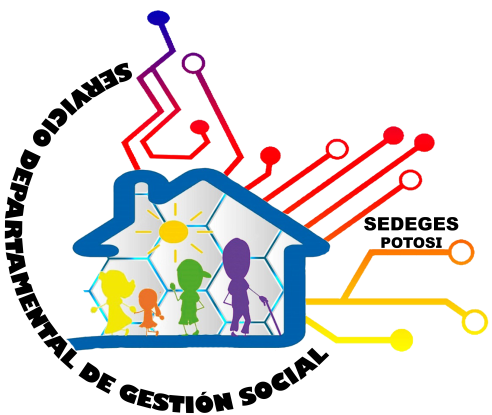 SERVICIO DEPARTAMENTAL DE GESTIÓN SOCIAL
SEDEGES
POTOSI